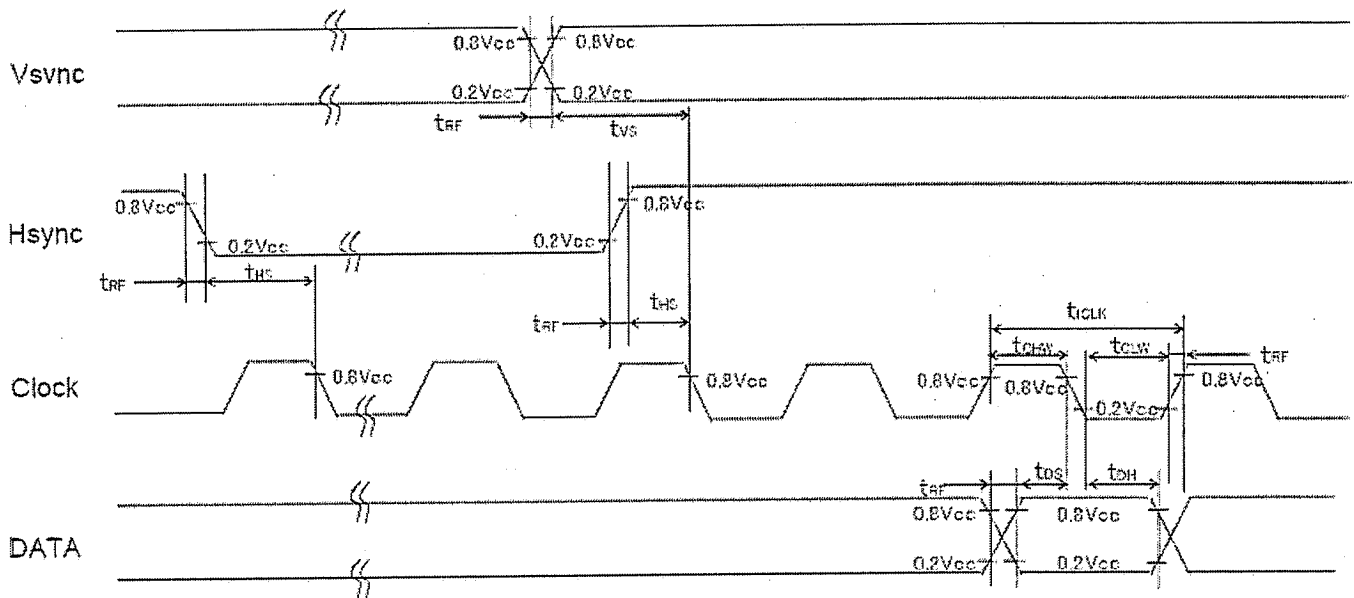 0.8Vcc 0.8Vcc
Vsvnc
0.2Vcc 0.2Vcc
tRF tVS
0.8Vcc 0.8Vcc
Hsync
0.2Vcc 0.2Vcc
tRF tHS
tRF tHS
tICLK
tCHW tCLW tRF
Clock
0.8Vcc 0.8Vcc 0.8Vcc 0.8Vcc 0.8Vcc
0.2Vcc
tRF tDS tDH
0.8Vcc 0.8Vcc
DATA
0.2Vcc 0.2Vcc